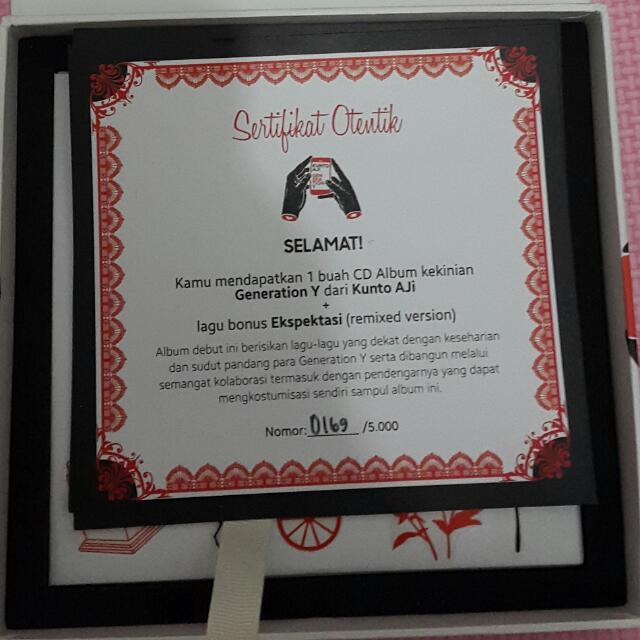 Sertifikat Otentik
KUNTO
AJI
SELAMAT!
Kamu mendapatkan 1 buah CD Album kekinian
Generation Y dari Kunto AJi
+
lagu bonus Ekspektasi (remixed version)
Album debut ini berisikan lagu-lagu yang dekat dengan keseharian
dan sudut pandang para Generation Y serta dibangun melalui
semangat kolaborasi termasuk dengan pendengarnya yang dapat
mengkostumisasi sendiri sampul album ini.
Nomor: 0169 /5.000